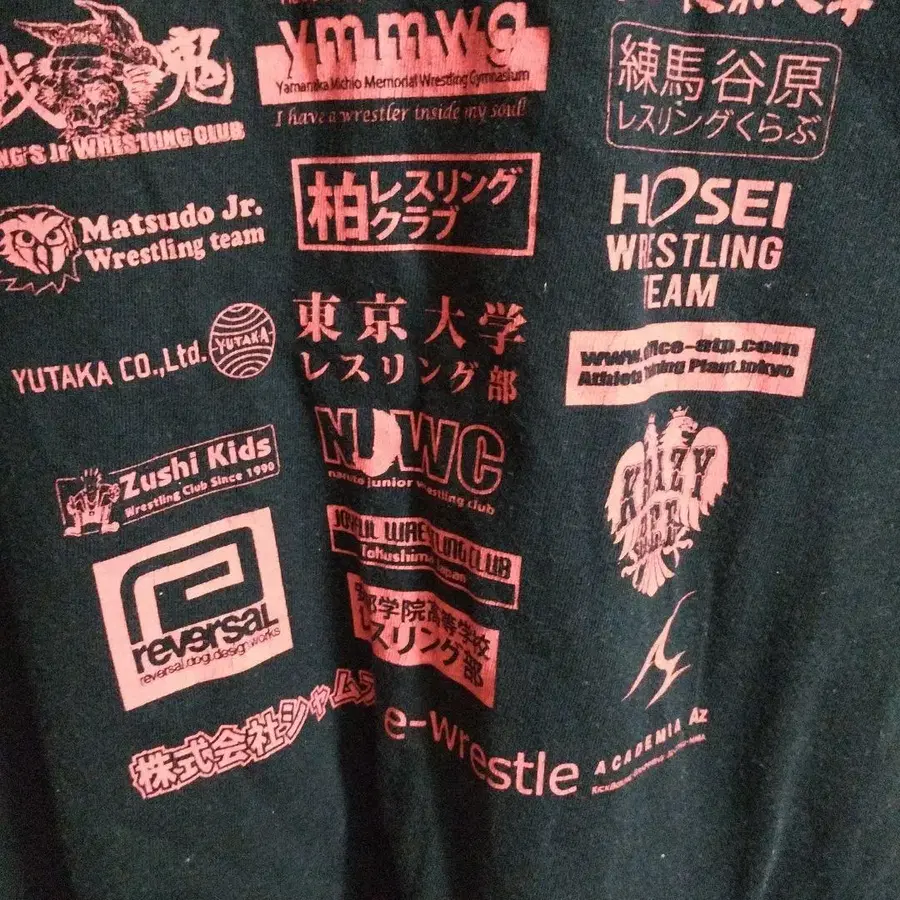 鬼
WRESTLING CLUB
ymmwg
Yamanaka Michio Memorial Wrestling Gymnasium
I have a wrestler inside my soul!
練馬谷原
レスリングくらぶ
Matsudo Jr.
Wrestling team
柏レスリング
クラブ
HOSEI
WRESTLING
TEAM
YUTAKA CO.,Ltd.
YUTAKA
東京大学
レスリング部
Plant.tokyo
Zushi Kids
Wrestling Club Since 1990
NJWC
naruto junior wrestling club
KRAZY
BEE
reversal
reversal.dogi.design.works
JOYFUL WRESTLING CLUB
Tokushima Japan
学院高等学校
レスリング部
株式会社シャム
e-wrestle
ACADEMIA Az